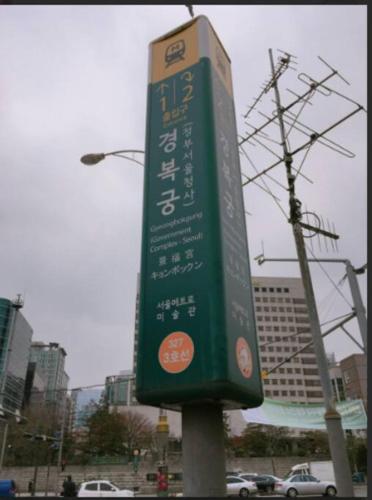 1 2
출입구
경복궁
(정부서울청사)
Gyeongbokgung
(Government
Complex-Seoul)
景福宮
キョンボックン
서울메트로
미술관
327
3호선